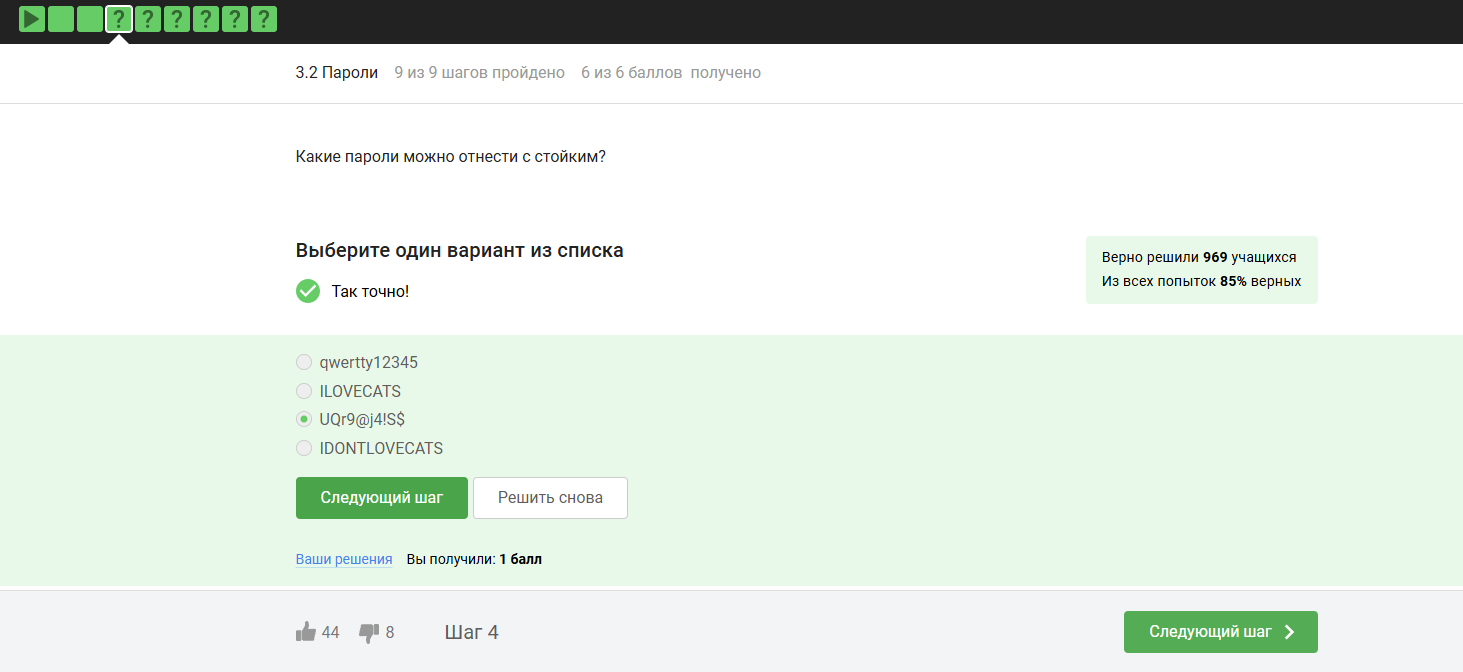 ? ? ? ? ? ?
3.2 Пароли 9 из 9 шагов пройдено 6 из 6 баллов получено
Какие пароли можно отнести с стойким?
Выберите один вариант из списка
Так точно!
Верно решили 969 учащихся
Из всех попыток 85% верных
qwertty12345
ILOVECATS
UQr9@j4!S$
IDONTLOVECATS
Следующий шаг Решить снова
Ваши решения Вы получили: 1 балл
44 8 Шаг 4 Следующий шаг